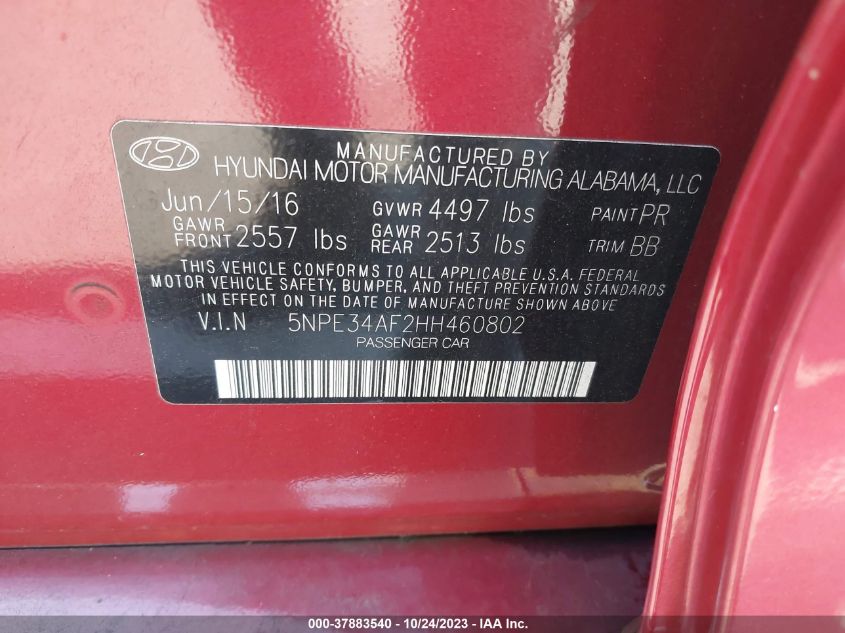 MANUFACTURED BY
HYUNDAI MOTOR MANUFACTURING ALABAMA, LLC
Jun/15/16 GVWR 4497 lbs PAINT PR
GAWR FRONT 2557 lbs GAWR REAR 2513 lbs TRIM BB
THIS VEHICLE CONFORMS TO ALL APPLICABLE U.S.A. FEDERAL
MOTOR VEHICLE SAFETY, BUMPER, AND THEFT PREVENTION STANDARDS
IN EFFECT ON THE DATE OF MANUFACTURE SHOWN ABOVE
V.I.N 5NPE34AF2HH460802
PASSENGER CAR
000-37883540 - 10/24/2023 - IAA Inc.